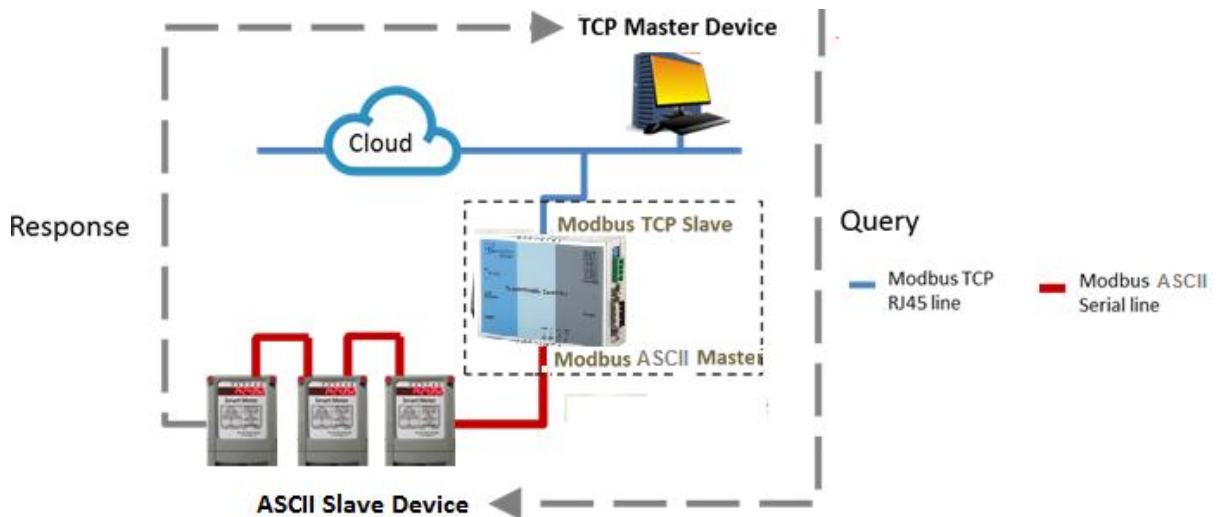 TCP Master Device
Cloud
Response
Modbus TCP Slave
Query
Modbus TCP
RJ45 line
Modbus ASCII
Serial line
Modbus ASCII Master
Smart Meter
Smart Meter
Smart Meter
ASCII Slave Device